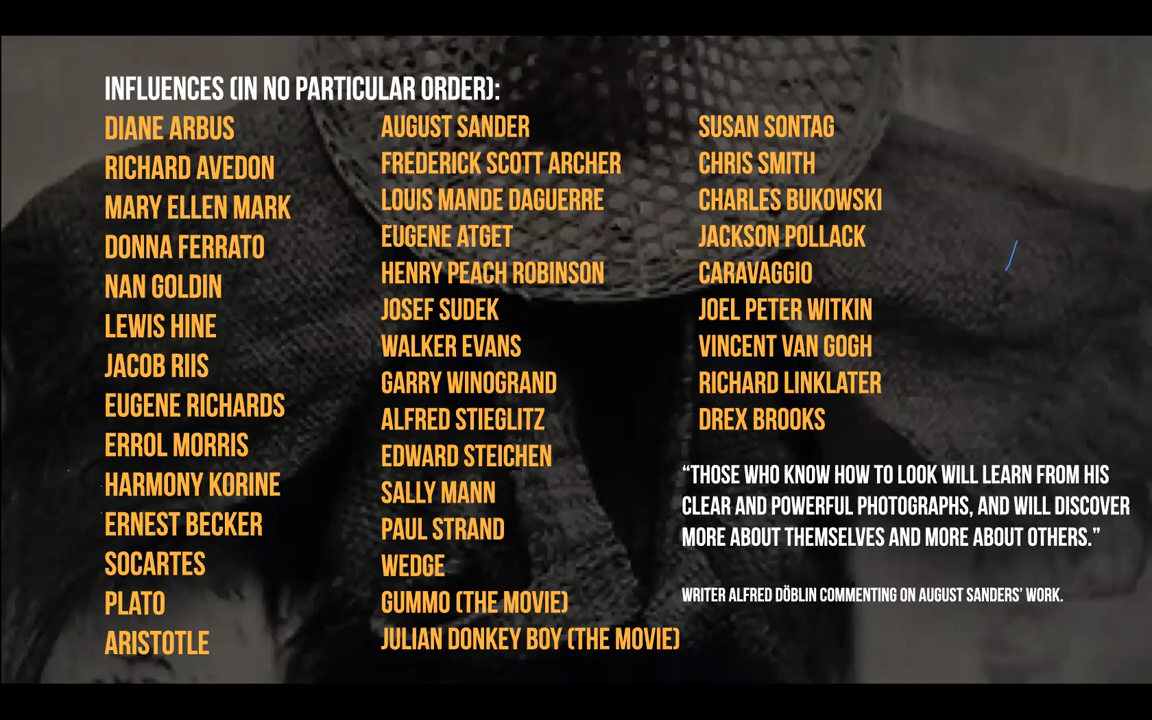 INFLUENCES (IN NO PARTICULAR ORDER):
DIANE ARBUS
RICHARD AVEDON
MARY ELLEN MARK
DONNA FERRATO
NAN GOLDIN
LEWIS HINE
JACOB RIIS
EUGENE RICHARDS
ERROL MORRIS
HARMONY KORINE
ERNEST BECKER
SOCARTES
PLATO
ARISTOTLE
AUGUST SANDER
FREDERICK SCOTT ARCHER
LOUIS MANDE DAGUERRE
EUGENE ATGET
HENRY PEACH ROBINSON
JOSEF SUDEK
WALKER EVANS
GARRY WINOGRAND
ALFRED STIEGLITZ
EDWARD STEICHEN
SALLY MANN
PAUL STRAND
WEDGE
GUMMO (THE MOVIE)
JULIAN DONKEY BOY (THE MOVIE)
SUSAN SONTAG
CHRIS SMITH
CHARLES BUKOWSKI
JACKSON POLLACK
CARAVAGGIO
JOEL PETER WITKIN
VINCENT VAN GOGH
RICHARD LINKLATER
DREX BROOKS
“THOSE WHO KNOW HOW TO LOOK WILL LEARN FROM HIS
CLEAR AND POWERFUL PHOTOGRAPHS, AND WILL DISCOVER
MORE ABOUT THEMSELVES AND MORE ABOUT OTHERS.”
WRITER ALFRED DÖBLIN COMMENTING ON AUGUST SANDERS’ WORK.